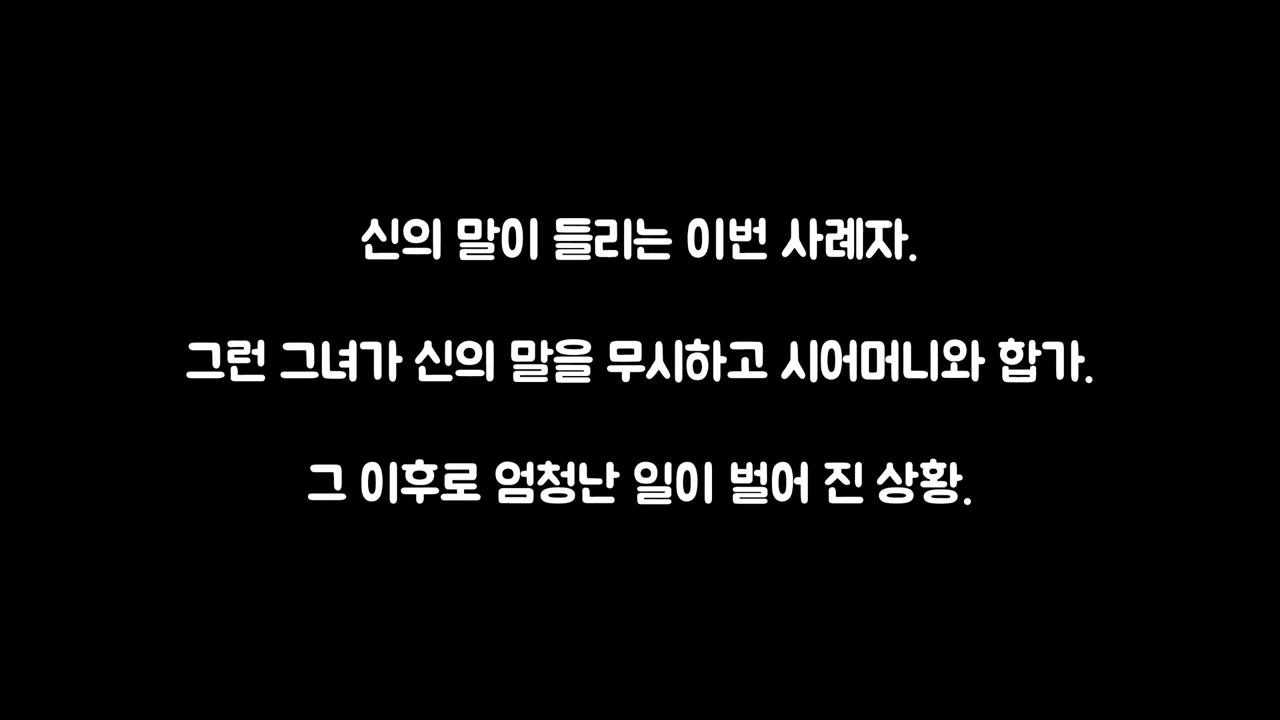 신의 말이 들리는 이번 사례자.
그런 그녀가 신의 말을 무시하고 시어머니와 합가.
그 이후로 엄청난 일이 벌어 진 상황.